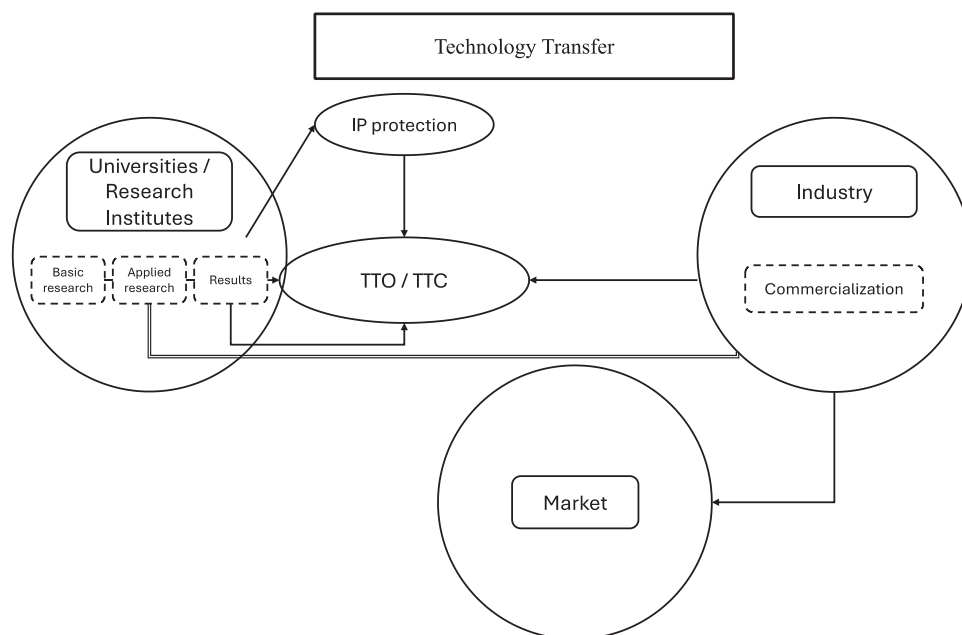 Technology Transfer
IP protection
Universities /
Research
Institutes
Industry
Basic
research
Applied
research
Results
TTO / TTC
Commercialization
Market